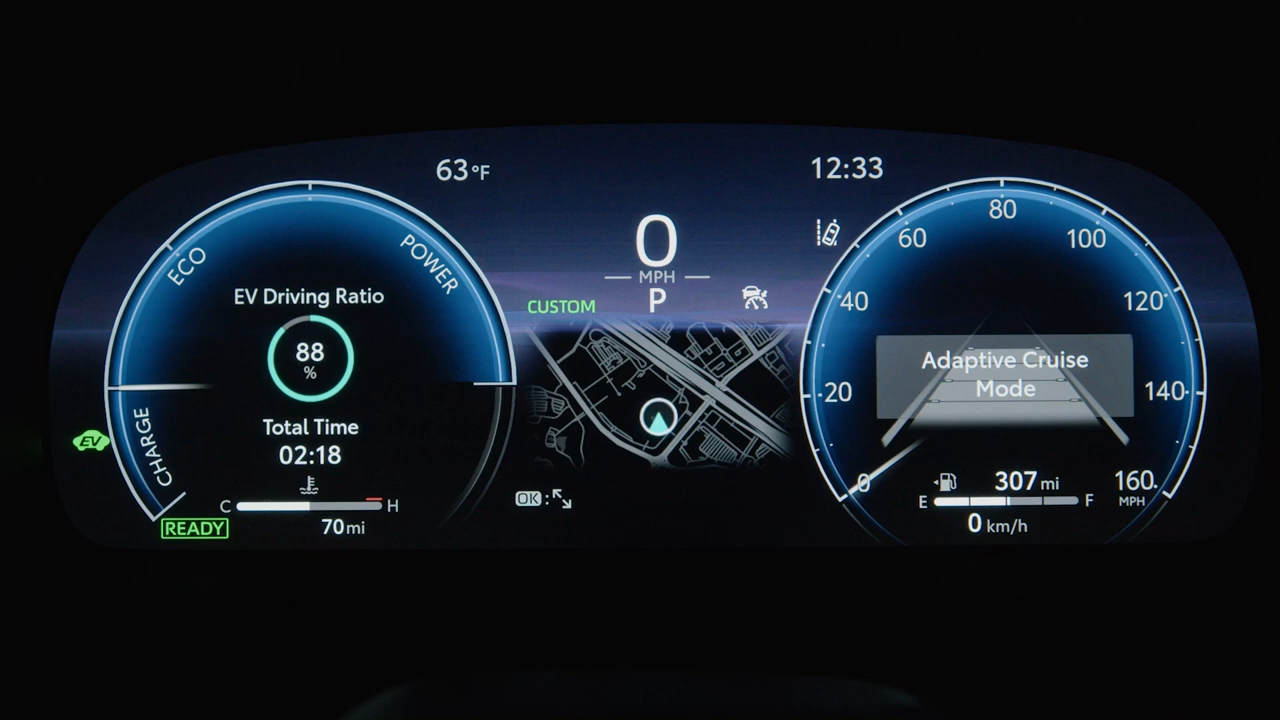 63°F
12:33
0
MPH
P
CUSTOM
ECO
POWER
CHARGE
EV Driving Ratio
88
%
Total Time
02:18
EV
C
H
READY
70 mi
OK :
0
20
40
60
80
100
120
140
160
MPH
Adaptive Cruise
Mode
307 mi
E
F
0 km/h